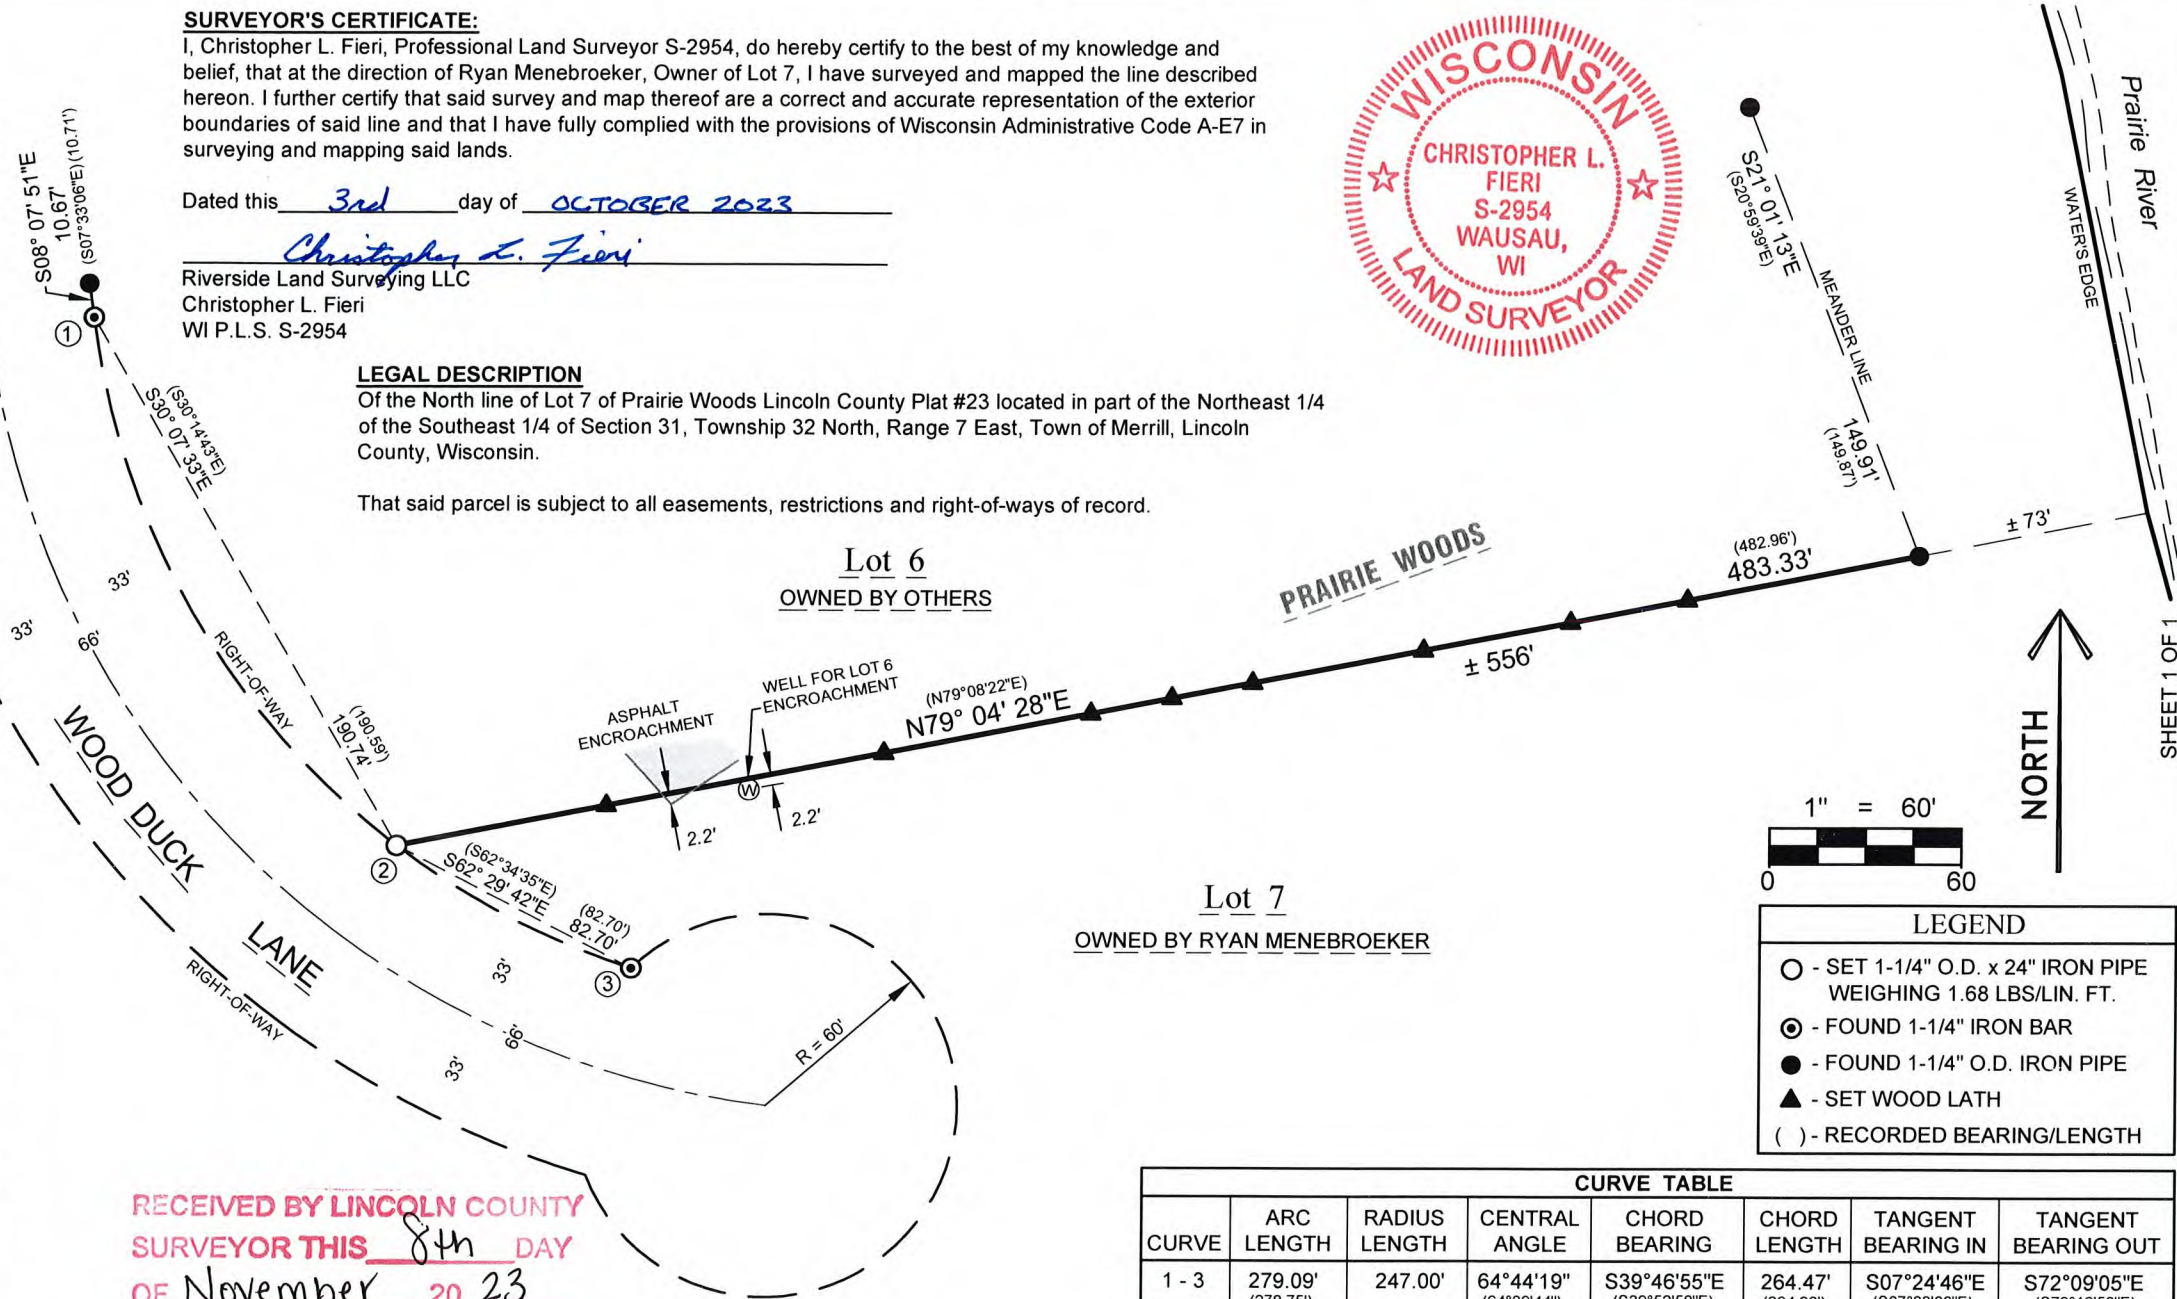 SURVEYOR'S CERTIFICATE:
I, Christopher L. Fieri, Professional Land Surveyor S-2954, do hereby certify to the best of my knowledge and
belief, that at the direction of Ryan Menebroeker, Owner of Lot 7, I have surveyed and mapped the line described
hereon. I further certify that said survey and map thereof are a correct and accurate representation of the exterior
boundaries of said line and that I have fully complied with the provisions of Wisconsin Administrative Code A-E7 in
surveying and mapping said lands.
Dated this 3rd day of OCTOBER 2023
Christopher L. Fieri
Riverside Land Surveying LLC
Christopher L. Fieri
WI P.L.S. S-2954
WISCONSIN
CHRISTOPHER L.
FIERI
S-2954
WAUSAU,
WI
LAND SURVEYOR
LEGAL DESCRIPTION
Of the North line of Lot 7 of Prairie Woods Lincoln County Plat #23 located in part of the Northeast 1/4
of the Southeast 1/4 of Section 31, Township 32 North, Range 7 East, Town of Merrill, Lincoln
County, Wisconsin.
That said parcel is subject to all easements, restrictions and right-of-ways of record.
S08° 07' 51"E
10.67'
(S07°33'06"E) (10.71')
1
(S30°14'43"E)
S30° 07' 33"E
(190.59')
190.74'
33'
33'
66'
RIGHT-OF-WAY
WOOD DUCK
LANE
RIGHT-OF-WAY
2
(S62°34'35"E)
S62° 29' 42"E
(82.70')
82.70'
3
33'
66'
33'
R = 60'
Lot 6
OWNED BY OTHERS
PRAIRIE WOODS
ASPHALT
ENCROACHMENT
WELL FOR LOT 6
ENCROACHMENT
W
2.2'
2.2'
(N79°08'22"E)
N79° 04' 28"E
(482.96')
483.33'
± 556'
± 73'
S21° 01' 13"E
(S20°59'39"E)
MEANDER LINE
149.91'
(149.87')
WATER'S EDGE
Prairie River
SHEET 1 OF 1
NORTH
1" = 60'
0 60
Lot 7
OWNED BY RYAN MENEBROEKER
LEGEND
- SET 1-1/4" O.D. x 24" IRON PIPE
WEIGHING 1.68 LBS/LIN. FT.
- FOUND 1-1/4" IRON BAR
- FOUND 1-1/4" O.D. IRON PIPE
- SET WOOD LATH
( ) - RECORDED BEARING/LENGTH
RECEIVED BY LINCOLN COUNTY
SURVEYOR THIS 8th DAY
OF November 20 23
CURVE TABLE
CURVE ARC LENGTH RADIUS LENGTH CENTRAL ANGLE CHORD BEARING CHORD LENGTH TANGENT BEARING IN TANGENT BEARING OUT
1 - 3 279.09' 247.00' 64°44'19" S39°46'55"E 264.47' S07°24'46"E S72°09'05"E